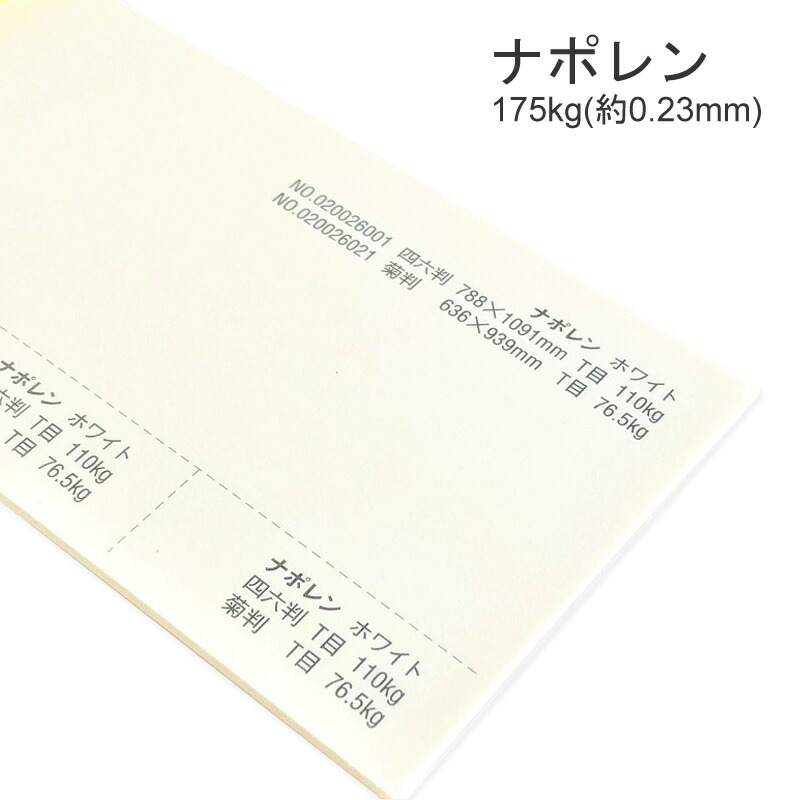 ナポレン
175kg(約0.23mm)
ナポレン ホワイト
NO.020026001 四六判 788×1091mm T目 110kg
NO.020026021 菊判 636×939mm T目 76.5kg
ナポレン ホワイト
六判 T目 110kg
T目 76.5kg
ナポレン ホワイト
四六判 T目 110kg
菊判 T目 76.5kg